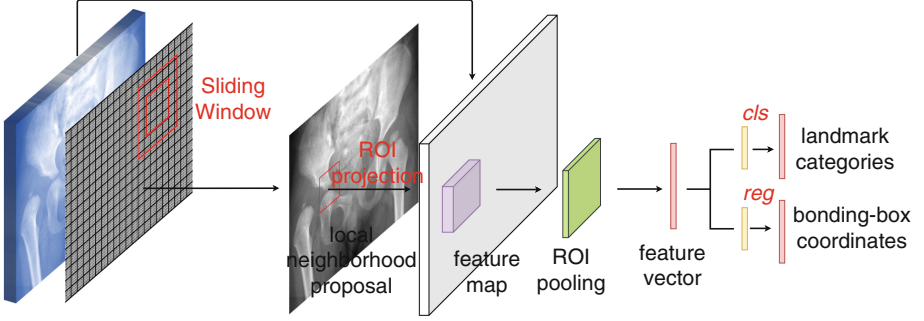 Sliding
Window
ROI
projection
local
neighborhood
proposal
feature
map
ROI
pooling
feature
vector
cls
landmark
categories
reg
bonding-box
coordinates